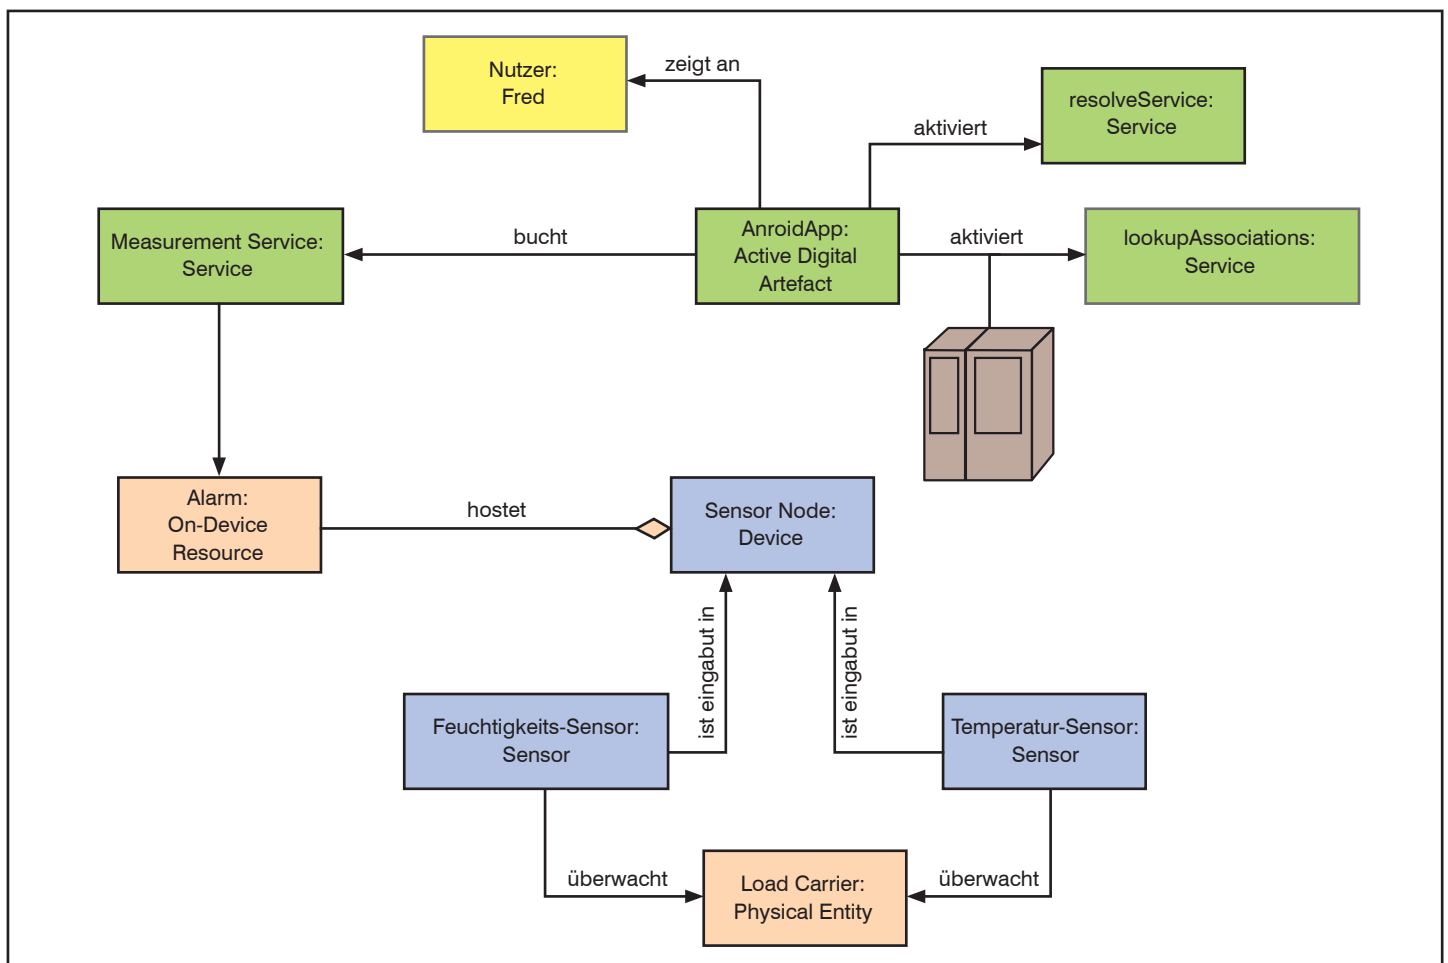 Nutzer:
Fred
zeigt an
resolveService:
Service
aktiviert
Measurement Service:
Service
bucht
AnroidApp:
Active Digital
Artefact
aktiviert
lookupAssociations:
Service
Alarm:
On-Device
Resource
hostet
Sensor Node:
Device
ist eingabut in
ist eingabut in
Feuchtigkeits-Sensor:
Sensor
Temperatur-Sensor:
Sensor
überwacht
Load Carrier:
Physical Entity
überwacht